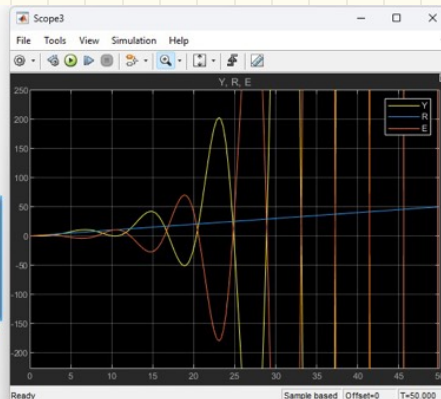 Scope3
File Tools View Simulation Help
Y, R, E
Y
R
E
250
200
150
100
50
0
-50
-100
-150
-200
0 5 10 15 20 25 30 35 40 45 50
Ready Sample based Offset=0 T=50.000